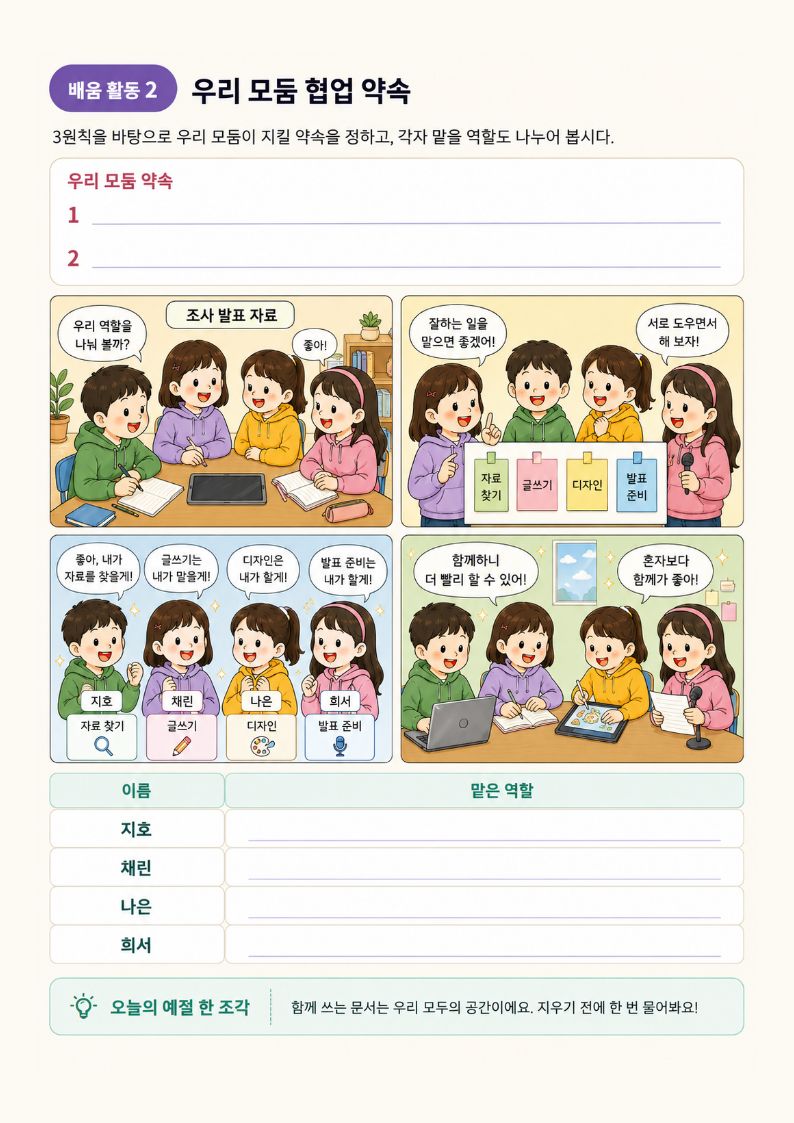 배움 활동 2
우리 모둠 협업 약속
3원칙을 바탕으로 우리 모둠이 지킬 약속을 정하고, 각자 맡을 역할도 나누어 봅시다.
우리 모둠 약속
1
2
조사 발표 자료
우리 역할을
나눠 볼까?
좋아!
잘하는 일을
맡으면 좋겠어!
서로 도우면서
해 보자!
자료
찾기
글쓰기
디자인
발표
준비
좋아, 내가
자료를 찾을게!
글쓰기는
내가 맡을게!
디자인은
내가 할게!
발표 준비는
내가 할게!
지호
채린
나은
희서
자료 찾기
글쓰기
디자인
발표 준비
함께하니
더 빨리 할 수 있어!
혼자보다
함께가 좋아!
이름
맡은 역할
지호
채린
나은
희서
오늘의 예절 한 조각
함께 쓰는 문서는 우리 모두의 공간이에요. 지우기 전에 한 번 물어봐요!